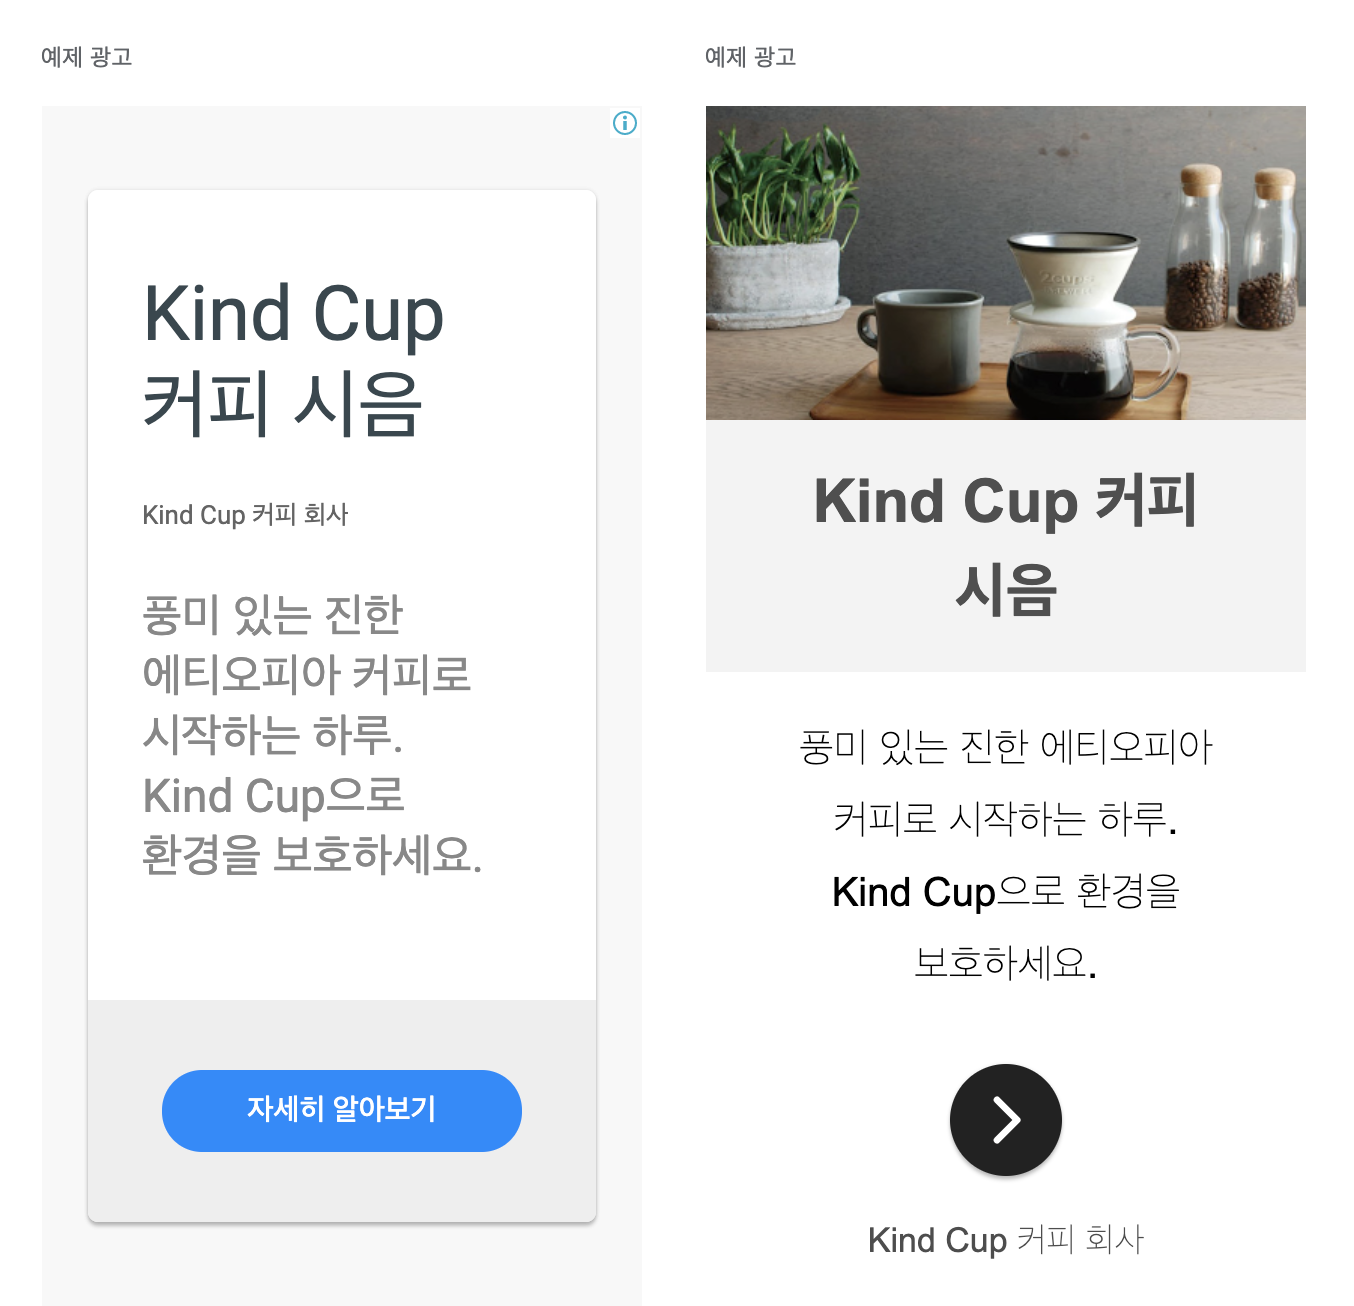 예제 광고
Kind Cup
커피 시음
Kind Cup 커피 회사
풍미 있는 진한
에티오피아 커피로
시작하는 하루.
Kind Cup으로
환경을 보호하세요.
자세히 알아보기
예제 광고
Kind Cup 커피
시음
풍미 있는 진한 에티오피아
커피로 시작하는 하루.
Kind Cup으로 환경을
보호하세요.
Kind Cup 커피 회사